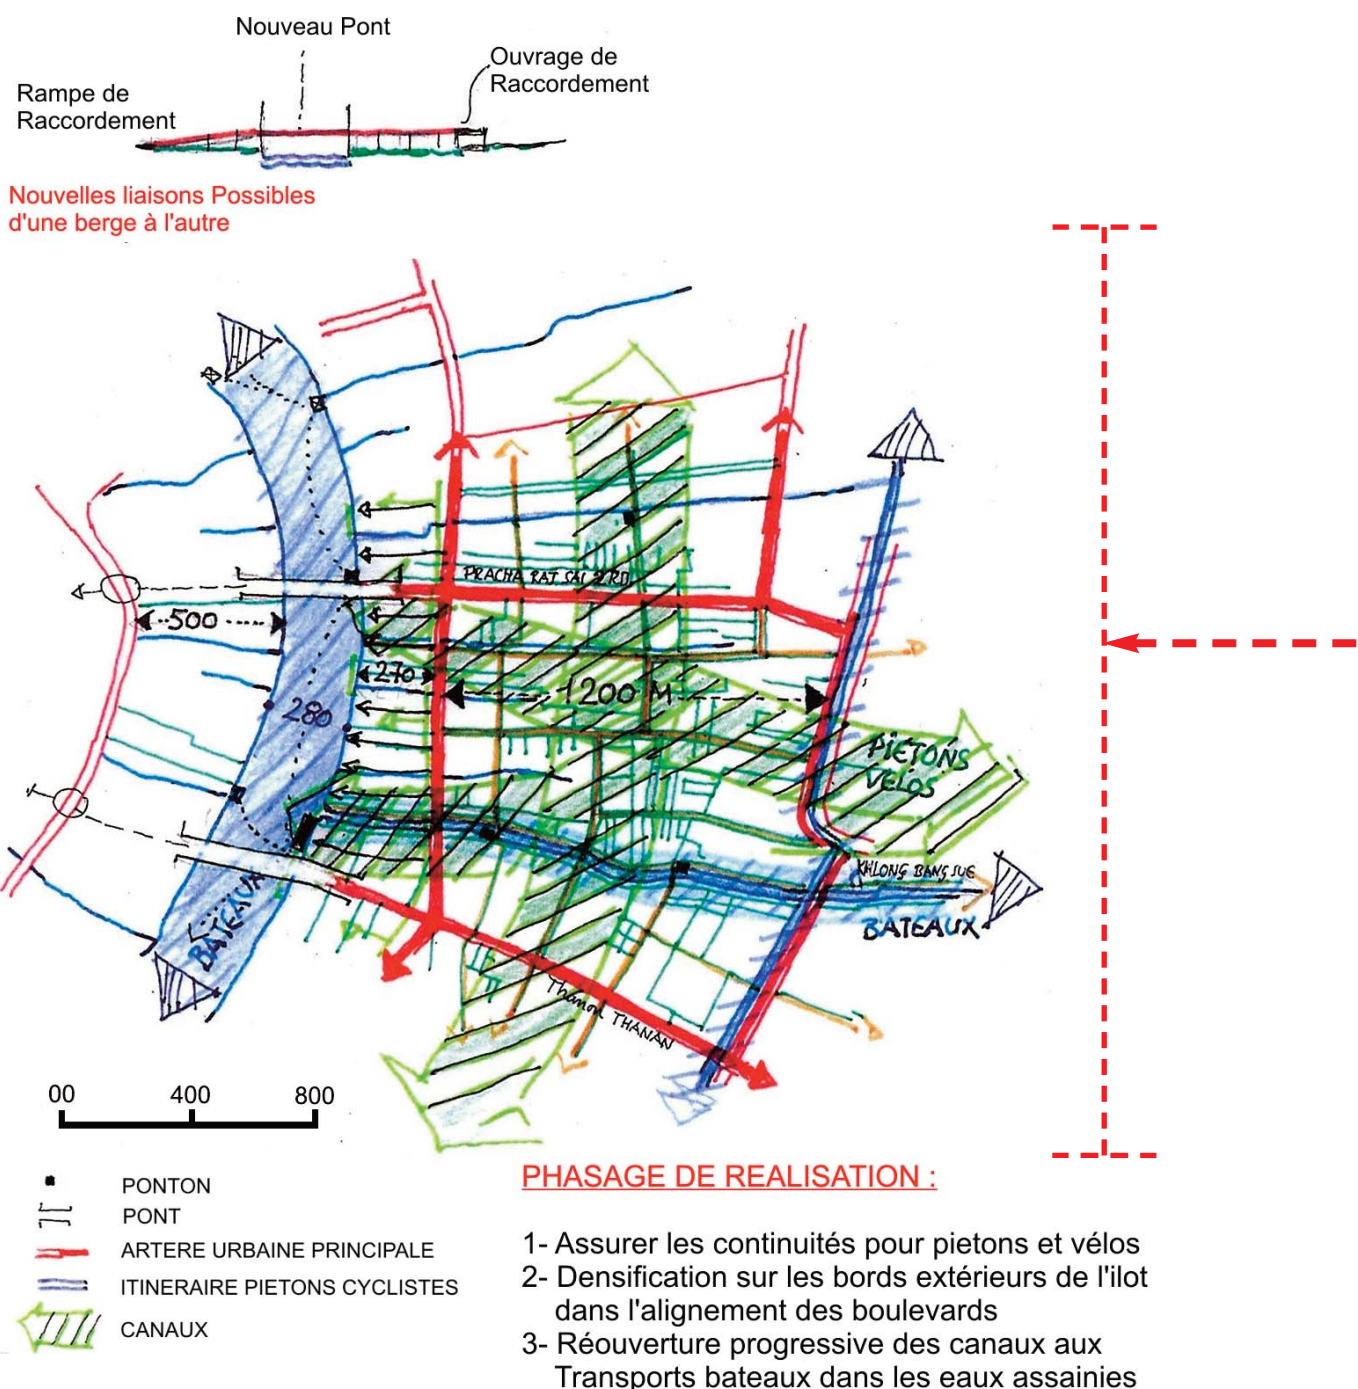 Nouveau Pont
Ouvrage de
Raccordement
Rampe de
Raccordement
Nouvelles liaisons Possibles
d'une berge à l'autre
PRACHA RAT SAI 2 RD
500
270
1200 M
280
PIETONS
VELOS
KHLONG BANG SUE
BATEAUX
BATEAUX
Thanon THANAN
00 400 800
PONTON
PONT
ARTERE URBAINE PRINCIPALE
ITINERAIRE PIETONS CYCLISTES
CANAUX
PHASAGE DE REALISATION :
1- Assurer les continuités pour pietons et vélos
2- Densification sur les bords extérieurs de l'ilot
dans l'alignement des boulevards
3- Réouverture progressive des canaux aux
Transports bateaux dans les eaux assainies